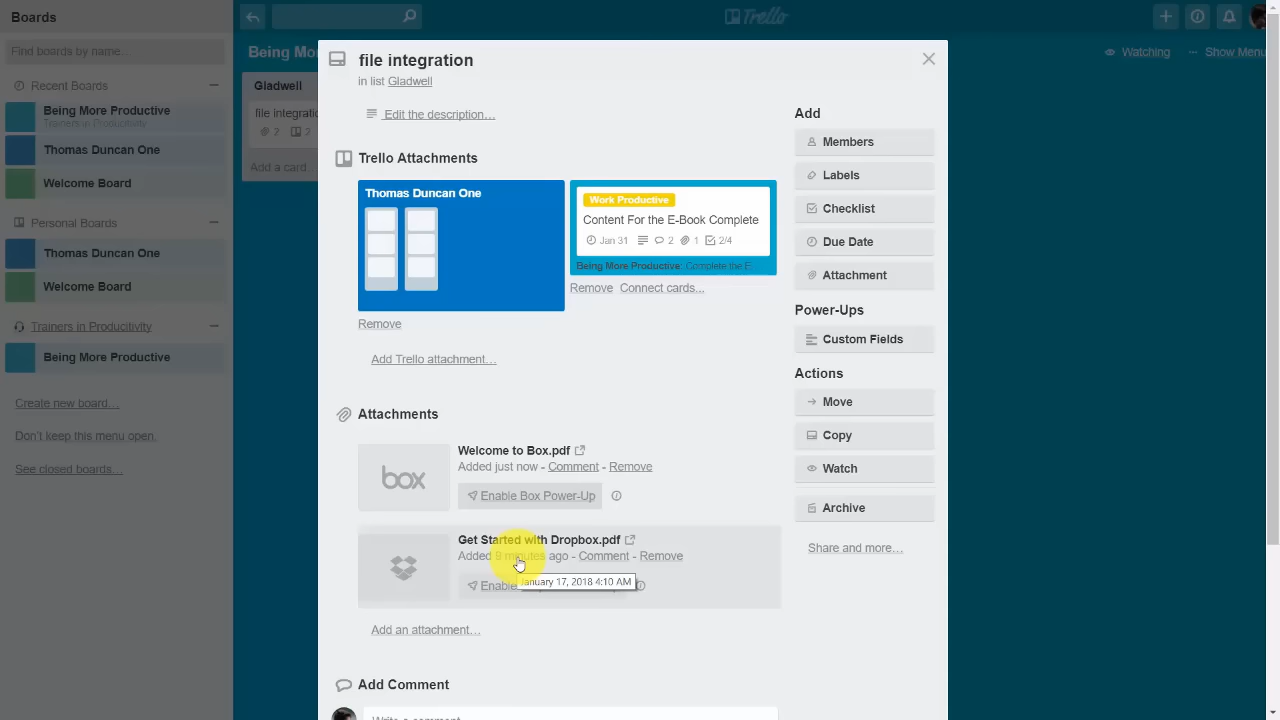 Boards
Trello
Find boards by name...
Being Mo
Watching
Show Menu
Recent Boards
Being More Productive
Trainers in Productivity
Thomas Duncan One
Welcome Board
Personal Boards
Thomas Duncan One
Welcome Board
Trainers in Producitivity
Being More Productive
Create new board…
Don't keep this menu open.
See closed boards…
Gladwell
file integratio
2 2
Add a card.
file integration
in list Gladwell
Edit the description…
Trello Attachments
Thomas Duncan One
Remove
Work Productive
Content For the E-Book Complete
Jan 31 2 1 2/4
Being More Productive: Complete the E…
Remove Connect cards...
Add Trello attachment…
Attachments
box
Welcome to Box.pdf
Added just now - Comment - Remove
Enable Box Power-Up
Get Started with Dropbox.pdf
Added 9 minutes ago - Comment - Remove
Enable
January 17, 2018 4:10 AM
Add an attachment…
Add Comment
Write a comment
Add
Members
Labels
Checklist
Due Date
Attachment
Power-Ups
Custom Fields
Actions
Move
Copy
Watch
Archive
Share and more…